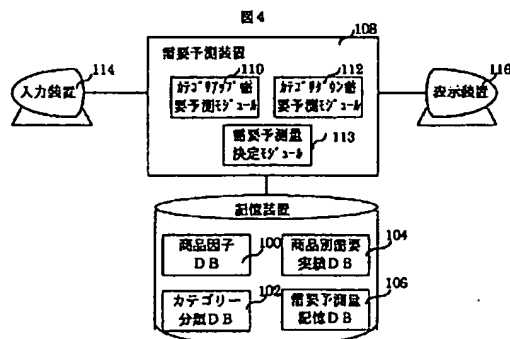 図4
108
需要予測装置
114
入力装置
110
カテゴリアップ需
要予測モジュール
112
カテゴリダウン需
要予測モジュール
116
表示装置
需要予測量
決定モジュール
113
記憶装置
商品因子
DB
100
商品別需要
実績DB
104
カテゴリー
分類DB
102
需要予測量
記憶DB
106